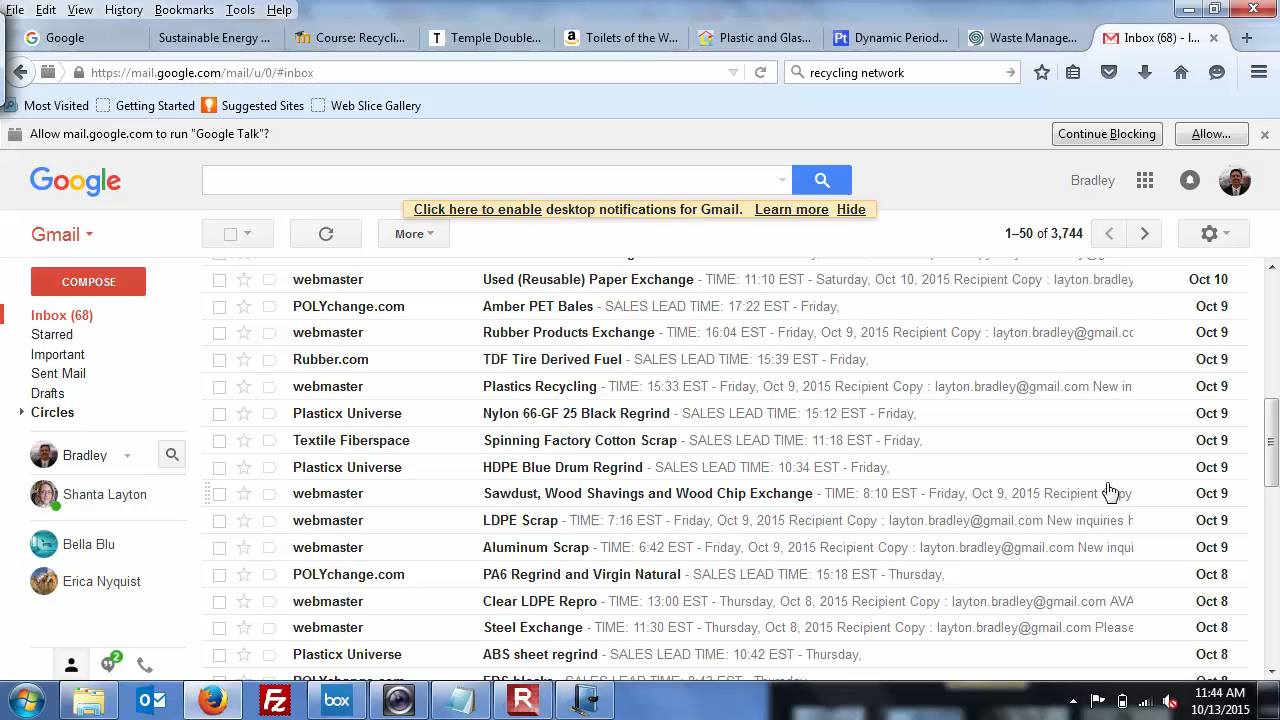 File Edit View History Bookmarks Tools Help
Google Sustainable Energy ... Course: Recycli... Temple Double... Toilets of the W... Plastic and Glas... Dynamic Period... Waste Manage... Inbox (68) - l...
https://mail.google.com/mail/u/0/#inbox recycling network
Most Visited Getting Started Suggested Sites Web Slice Gallery
Allow mail.google.com to run "Google Talk"? Continue Blocking Allow...
Google Bradley
Click here to enable desktop notifications for Gmail. Learn more Hide
Gmail More 1–50 of 3,744
COMPOSE
Inbox (68)
Starred
Important
Sent Mail
Drafts
Circles
Bradley
Shanta Layton
Bella Blu
Erica Nyquist
2
webmaster Used (Reusable) Paper Exchange - TIME: 11:10 EST - Saturday, Oct 10, 2015 Recipient Copy : layton.bradley Oct 10
POLYchange.com Amber PET Bales - SALES LEAD TIME: 17:22 EST - Friday, Oct 9
webmaster Rubber Products Exchange - TIME: 16:04 EST - Friday, Oct 9, 2015 Recipient Copy : layton.bradley@gmail.cc Oct 9
Rubber.com TDF Tire Derived Fuel - SALES LEAD TIME: 15:39 EST - Friday, Oct 9
webmaster Plastics Recycling - TIME: 15:33 EST - Friday, Oct 9, 2015 Recipient Copy : layton.bradley@gmail.com New in Oct 9
Plasticx Universe Nylon 66-GF 25 Black Regrind - SALES LEAD TIME: 15:12 EST - Friday, Oct 9
Textile Fiberspace Spinning Factory Cotton Scrap - SALES LEAD TIME: 11:18 EST - Friday, Oct 9
Plasticx Universe HDPE Blue Drum Regrind - SALES LEAD TIME: 10:34 EST - Friday, Oct 9
webmaster Sawdust, Wood Shavings and Wood Chip Exchange - TIME: 8:10 EST - Friday, Oct 9, 2015 Recipient Copy Oct 9
webmaster LDPE Scrap - TIME: 7:16 EST - Friday, Oct 9, 2015 Recipient Copy : layton.bradley@gmail.com New inquiries h Oct 9
webmaster Aluminum Scrap - TIME: 6:42 EST - Friday, Oct 9, 2015 Recipient Copy : layton.bradley@gmail.com New inqui Oct 9
POLYchange.com PA6 Regrind and Virgin Natural - SALES LEAD TIME: 15:18 EST - Thursday, Oct 8
webmaster Clear LDPE Repro - TIME: 13:00 EST - Thursday, Oct 8, 2015 Recipient Copy : layton.bradley@gmail.com AVA Oct 8
webmaster Steel Exchange - TIME: 11:30 EST - Thursday, Oct 8, 2015 Recipient Copy : layton.bradley@gmail.com Please Oct 8
Plasticx Universe ABS sheet regrind - SALES LEAD TIME: 10:42 EST - Thursday, Oct 8
box
11:44 AM
10/13/2015